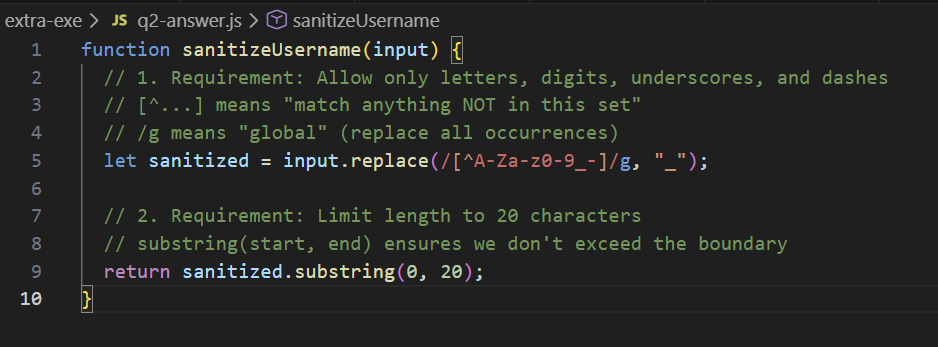 extra-exe > JS q2-answer.js > sanitizeUsername
1 function sanitizeUsername(input) {
2   // 1. Requirement: Allow only letters, digits, underscores, and dashes
3   // [^...] means "match anything NOT in this set"
4   // /g means "global" (replace all occurrences)
5   let sanitized = input.replace(/[^A-Za-z0-9_-]/g, "_");
6
7   // 2. Requirement: Limit length to 20 characters
8   // substring(start, end) ensures we don't exceed the boundary
9   return sanitized.substring(0, 20);
10 }